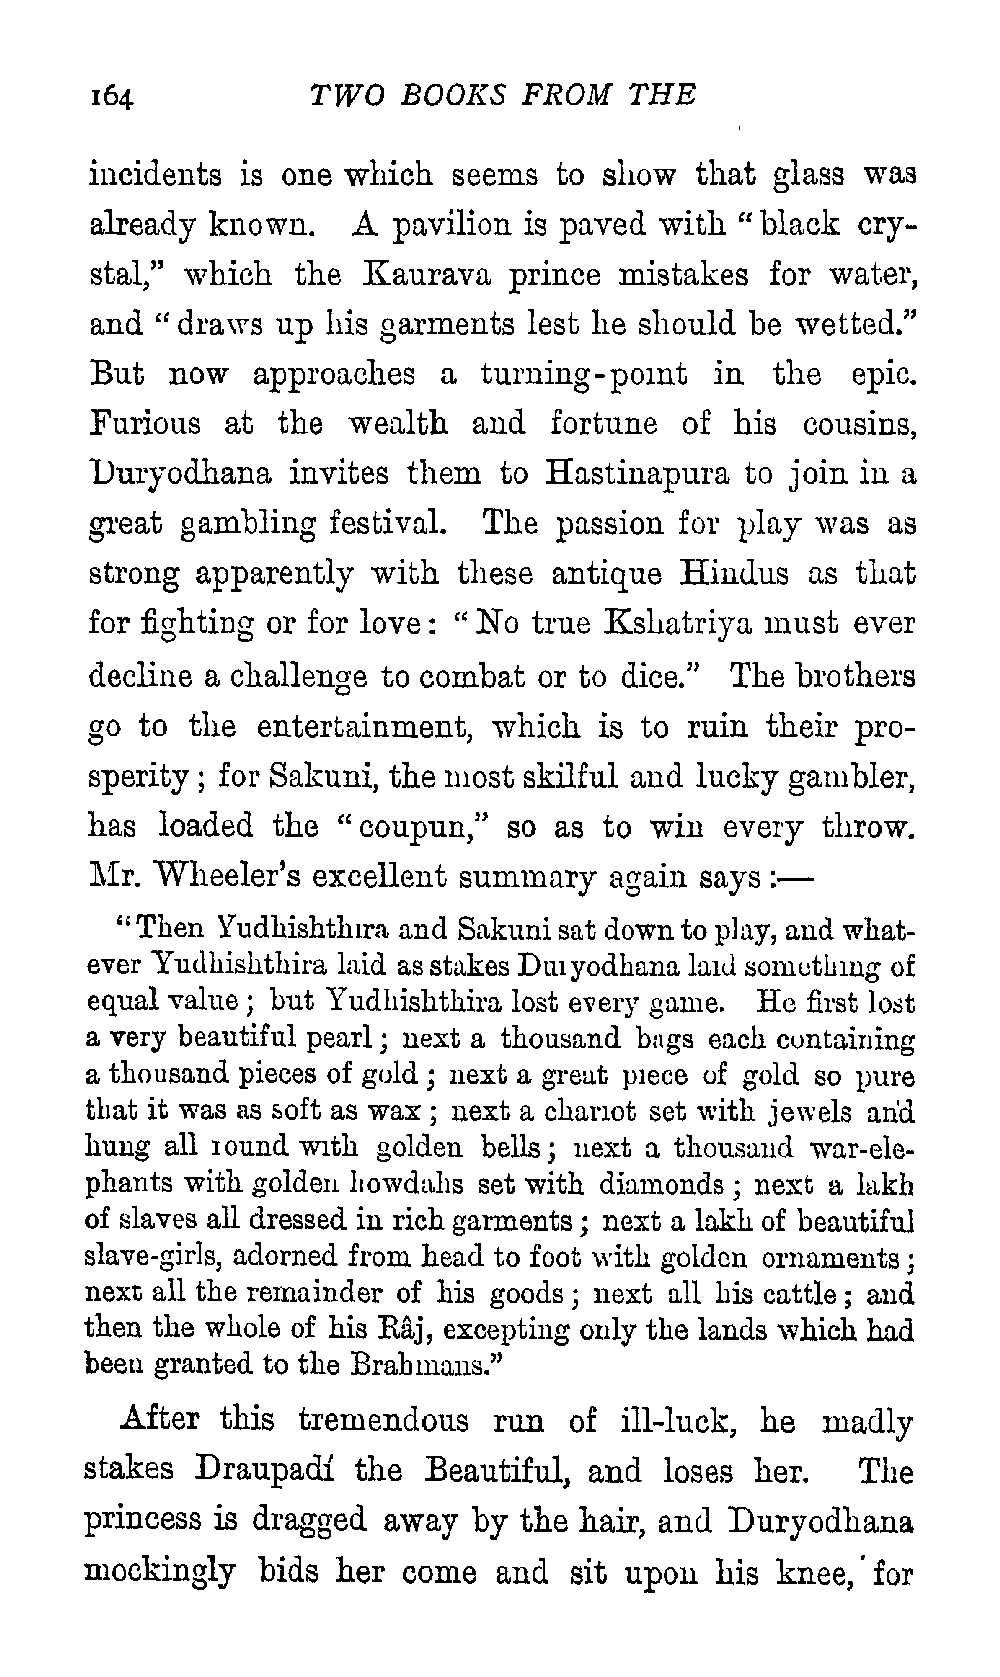 164 TWO BOOKS FROM THE
incidents is one which seems to show that glass was
already known. A pavilion is paved with “black cry-
stal,” which the Kaurava prince mistakes for water,
and “draws up his garments lest he should be wetted.”
But now approaches a turning-point in the epic.
Furious at the wealth and fortune of his cousins,
Duryodhana invites them to Hastinapura to join in a
great gambling festival. The passion for play was as
strong apparently with these antique Hindus as that
for fighting or for love: “No true Kshatriya must ever
decline a challenge to combat or to dice.” The brothers
go to the entertainment, which is to ruin their pro-
sperity; for Sakuni, the most skilful and lucky gambler,
has loaded the “coupun,” so as to win every throw.
Mr. Wheeler’s excellent summary again says:—
“Then Yudhishthira and Sakuni sat down to play, and what-
ever Yudhishthira laid as stakes Duryodhana laid something of
equal value; but Yudhishthira lost every game. He first lost
a very beautiful pearl; next a thousand bags each containing
a thousand pieces of gold; next a great piece of gold so pure
that it was as soft as wax; next a chariot set with jewels and
hung all round with golden bells; next a thousand war-ele-
phants with golden howdahs set with diamonds; next a lakh
of slaves all dressed in rich garments; next a lakh of beautiful
slave-girls, adorned from head to foot with golden ornaments;
next all the remainder of his goods; next all his cattle; and
then the whole of his Râj, excepting only the lands which had
been granted to the Brahmans.”
After this tremendous run of ill-luck, he madly
stakes Draupadí the Beautiful, and loses her. The
princess is dragged away by the hair, and Duryodhana
mockingly bids her come and sit upon his knee, for